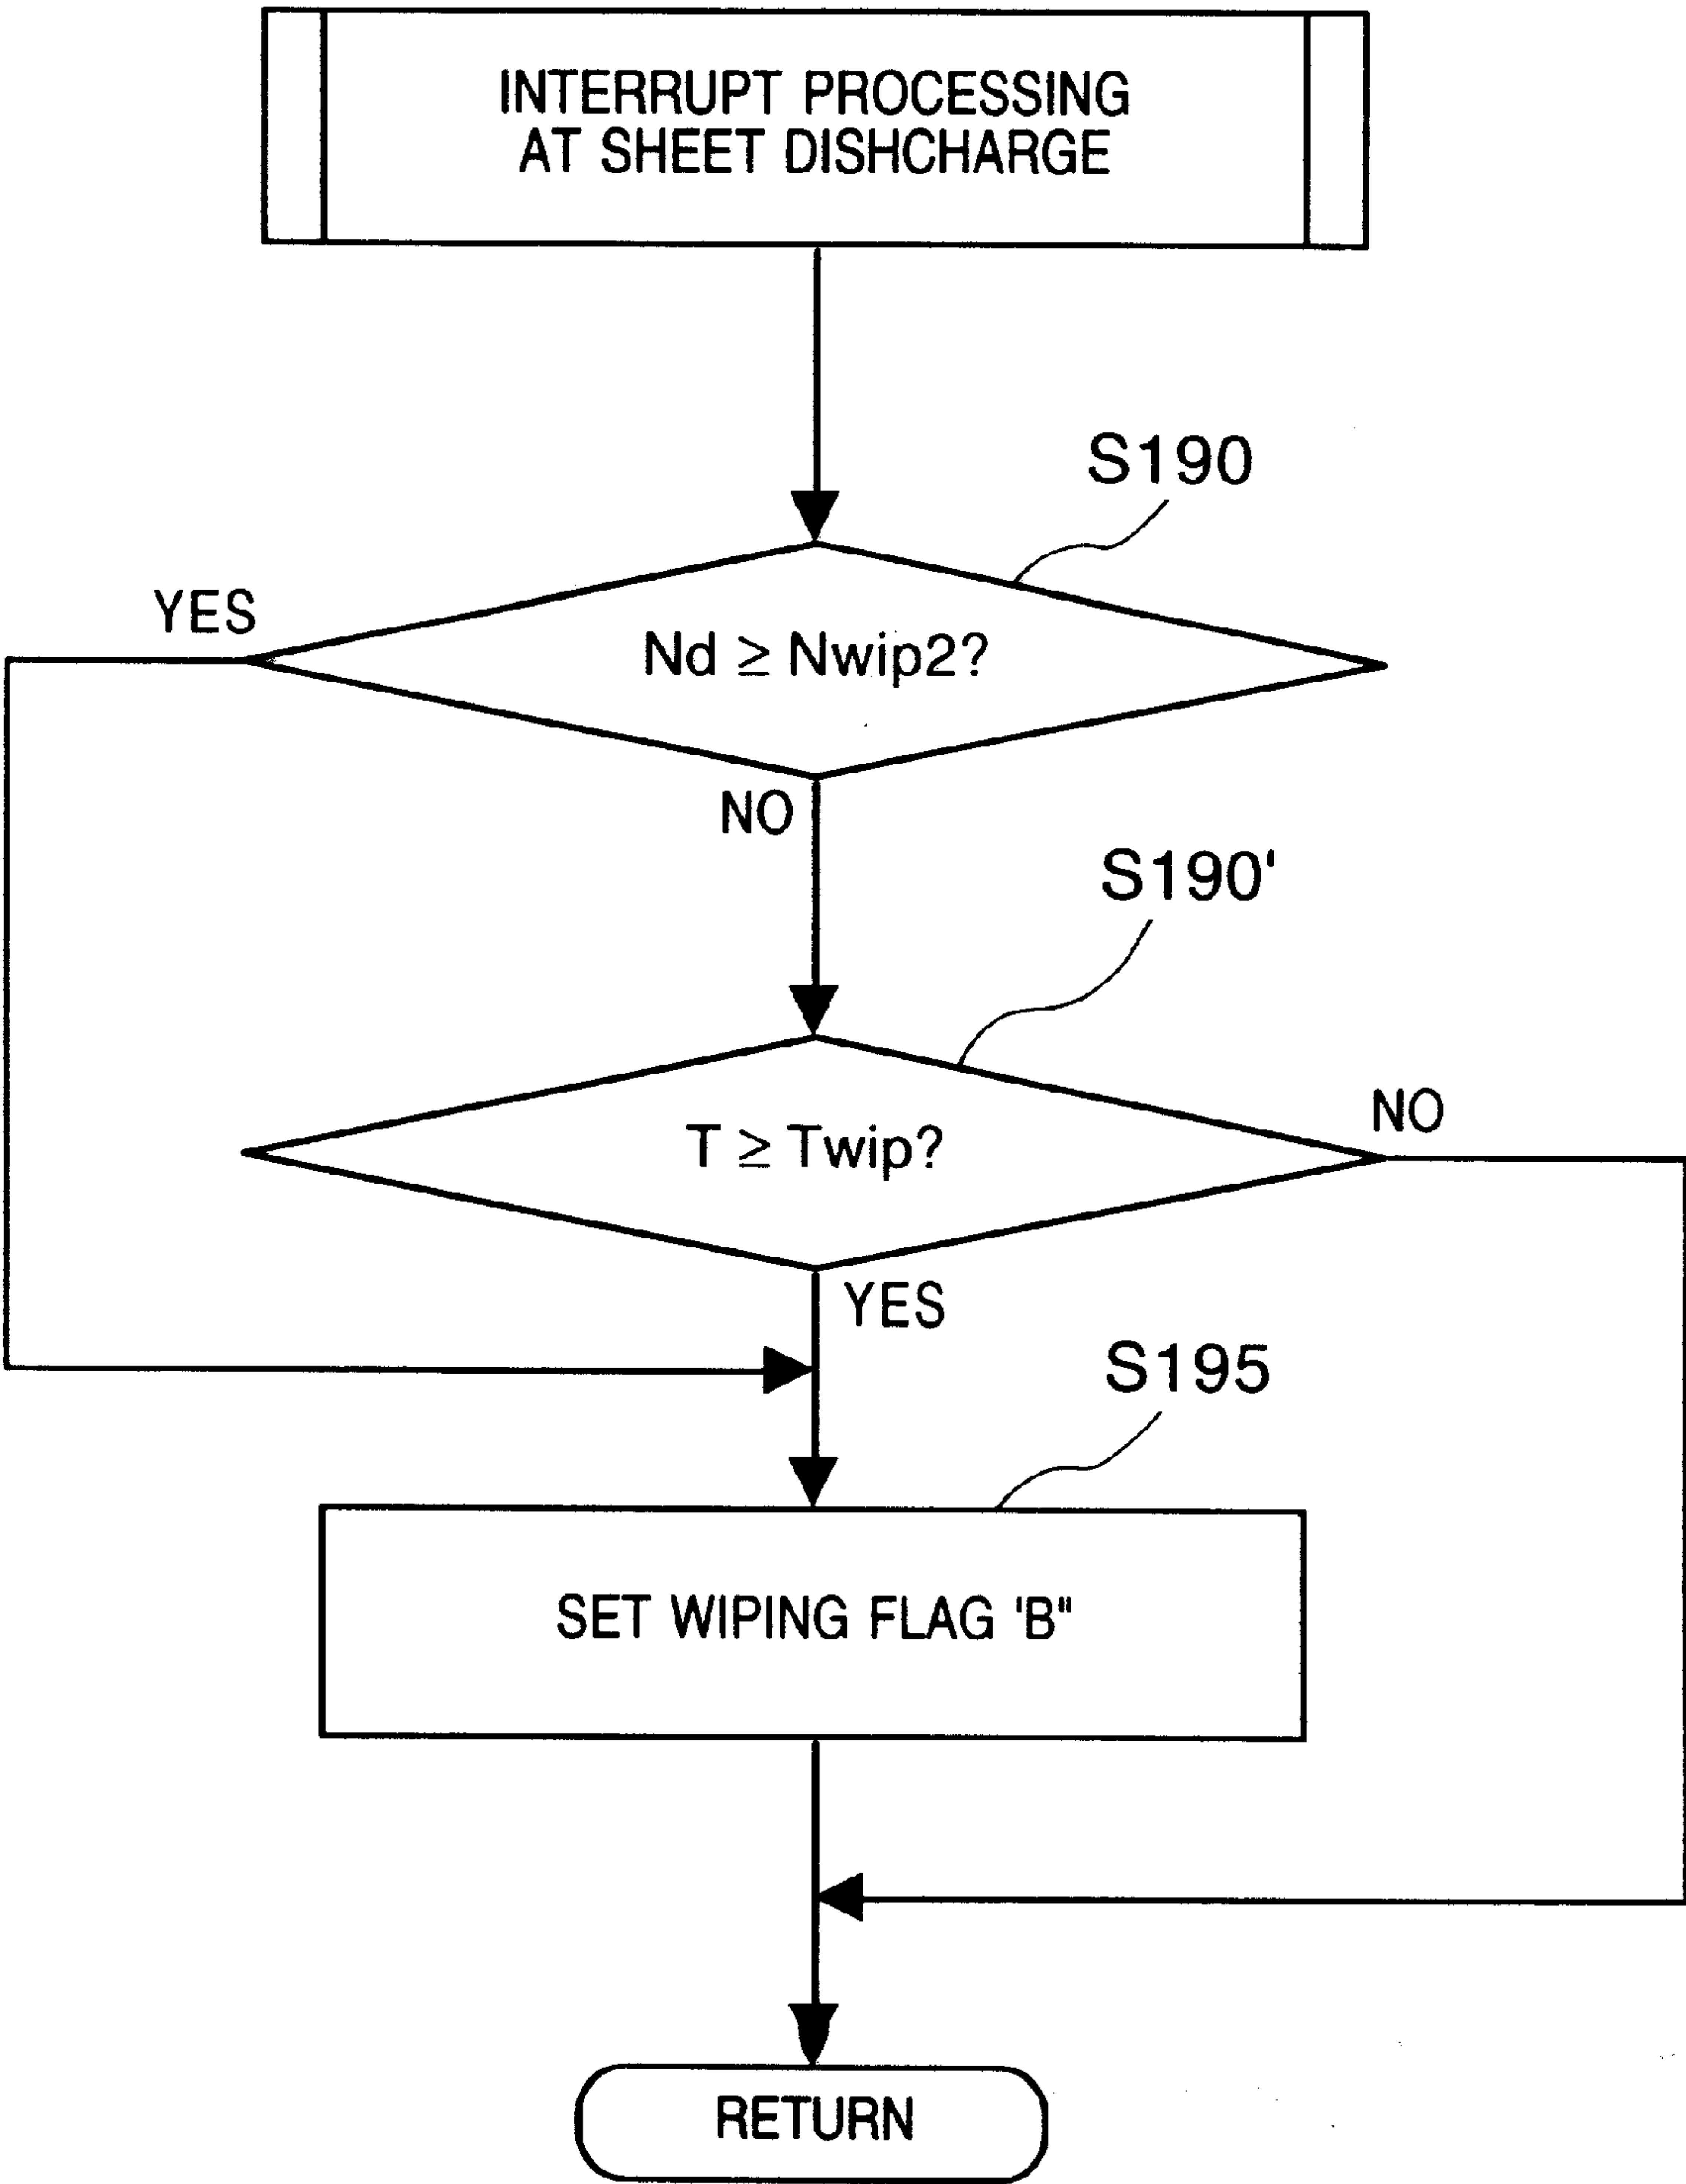 INTERRUPT PROCESSING
AT SHEET DISHCHARGE
S190
YES
Nd ≥ Nwip2?
NO
S190'
NO
T ≥ Twip?
YES
S195
SET WIPING FLAG 'B"
RETURN